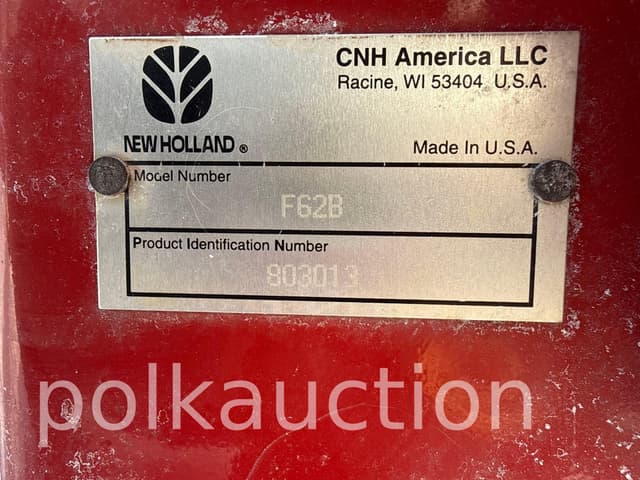 CNH America LLC
Racine, WI 53404 U.S.A.
NEW HOLLAND ®
Made In U.S.A.
Model Number
F62B
Product Identification Number
803013
polkauction